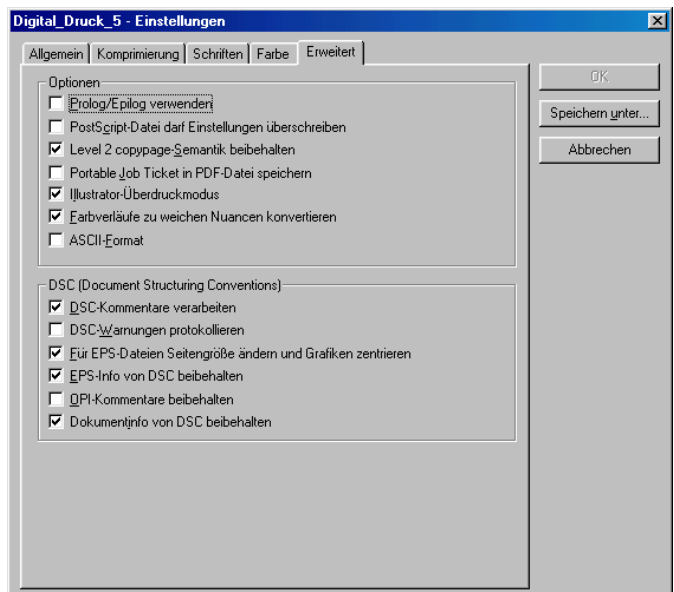 Digital_Druck_5 - Einstellungen
Allgemein Komprimierung Schriften Farbe Erweitert
Optionen
Prolog/Epilog verwenden
PostScript-Datei darf Einstellungen überschreiben
Level 2 copypage-Semantik beibehalten
Portable Job Ticket in PDF-Datei speichern
Illustrator-Überdruckmodus
Farbverläufe zu weichen Nuancen konvertieren
ASCII-Format
DSC (Document Structuring Conventions)
DSC-Kommentare verarbeiten
DSC-Warnungen protokollieren
Für EPS-Dateien Seitengröße ändern und Grafiken zentrieren
EPS-Info von DSC beibehalten
OPI-Kommentare beibehalten
Dokumentinfo von DSC beibehalten
OK
Speichern unter...
Abbrechen